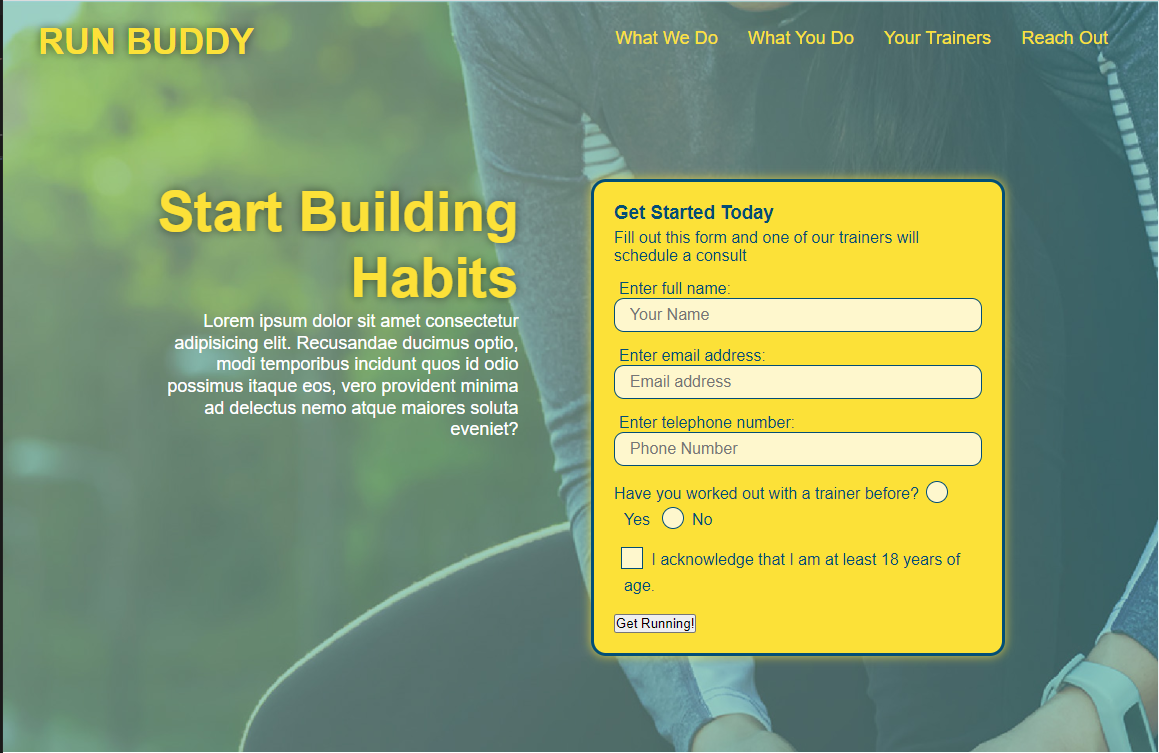 RUN BUDDY
What We Do
What You Do
Your Trainers
Reach Out
Start Building
Habits
Lorem ipsum dolor sit amet consectetur
adipisicing elit. Recusandae ducimus optio,
modi temporibus incidunt quos id odio
possimus itaque eos, vero provident minima
ad delectus nemo atque maiores soluta
eveniet?
Get Started Today
Fill out this form and one of our trainers will
schedule a consult
Enter full name:
Your Name
Enter email address:
Email address
Enter telephone number:
Phone Number
Have you worked out with a trainer before?
Yes No
I acknowledge that I am at least 18 years of
age.
Get Running!